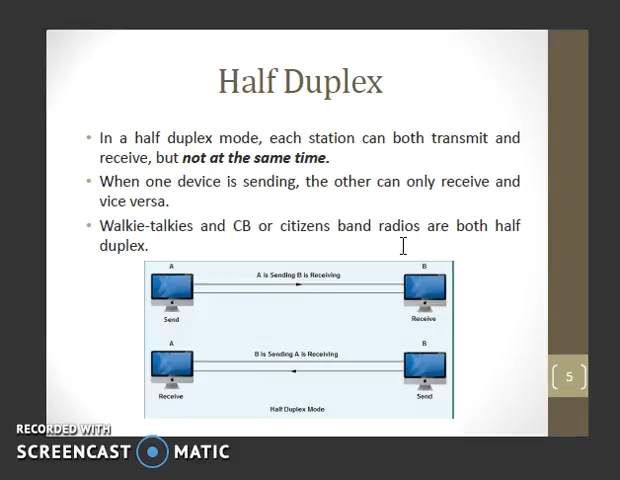 Half Duplex
• In a half duplex mode, each station can both transmit and
receive, but not at the same time.
• When one device is sending, the other can only receive and
vice versa.
• Walkie-talkies and CB or citizens band radios are both half
duplex.
A B
A is Sending B is Receiving
Send Receive
A B
B is Sending A is Receiving
Receive Send
Half Duplex Mode
5
RECORDED WITH
SCREENCAST MATIC